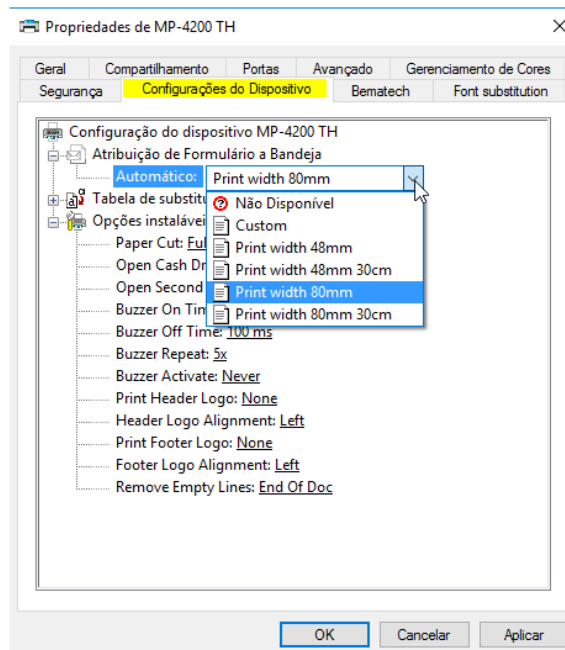 Propriedades de MP-4200 TH
Geral Compartilhamento Portas Avançado Gerenciamento de Cores
Segurança Configurações do Dispositivo Bematech Font substitution
Configuração do dispositivo MP-4200 TH
Atribuição de Formulário a Bandeja
Automático: Print width 80mm
Tabela de substitu
Não Disponível
Custom
Opções instalávei
Print width 48mm
Paper Cut: Ful
Print width 48mm 30cm
Open Cash Dr
Print width 80mm
Open Second
Print width 80mm 30cm
Buzzer On Tim
Buzzer Off Time: 100 ms
Buzzer Repeat: 5x
Buzzer Activate: Never
Print Header Logo: None
Header Logo Alignment: Left
Print Footer Logo: None
Footer Logo Alignment: Left
Remove Empty Lines: End Of Doc
OK Cancelar Aplicar